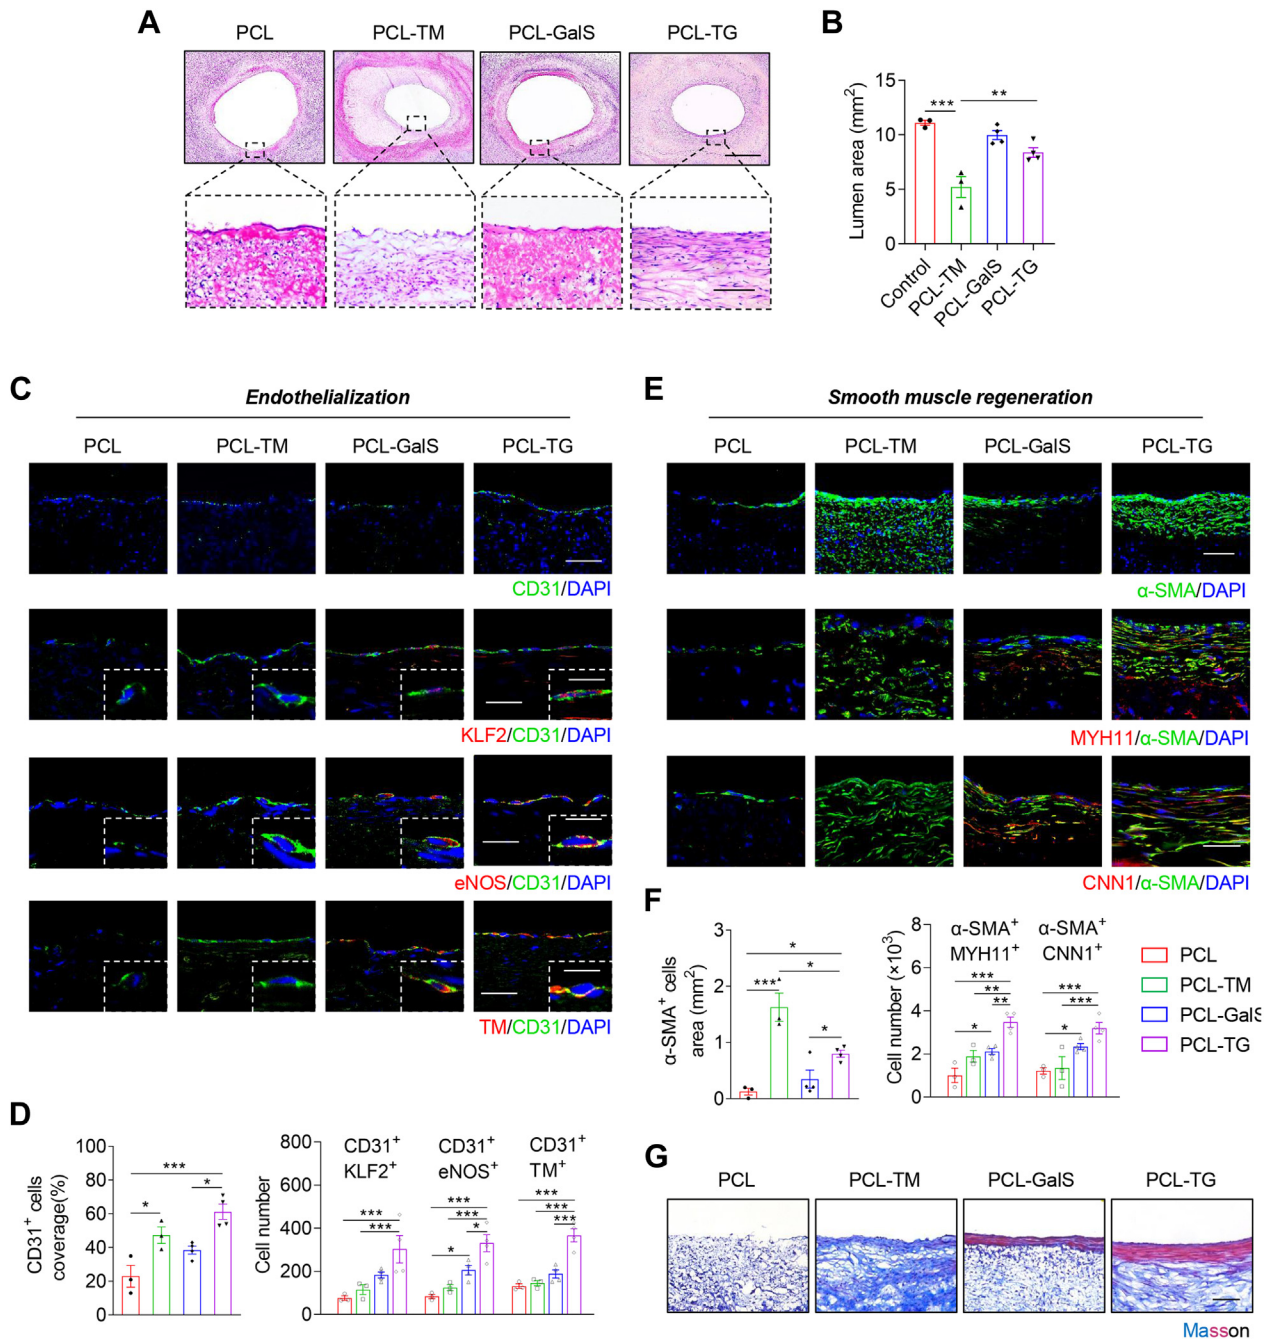 A
PCL PCL-TM PCL-GalS PCL-TG
B
Lumen area (mm²)
15
10
5
0
*** **
Control PCL-TM PCL-GalS PCL-TG
C
Endothelialization
PCL PCL-TM PCL-GalS PCL-TG
CD31/DAPI
KLF2/CD31/DAPI
eNOS/CD31/DAPI
TM/CD31/DAPI
E
Smooth muscle regeneration
PCL PCL-TM PCL-GalS PCL-TG
α-SMA/DAPI
MYH11/α-SMA/DAPI
CNN1/α-SMA/DAPI
F
α-SMA⁺ cells
area (mm²)
3
2
1
0
*
*
***
*
Cell number (×10³)
8
6
4
2
0
α-SMA⁺ α-SMA⁺
MYH11⁺ CNN1⁺
*** ***
** ***
**
* *
PCL
PCL-TM
PCL-GalS
PCL-TG
D
CD31⁺ cells
coverage(%)
100
80
60
40
20
***
* *
Cell number
800
600
400
200
0
CD31⁺ CD31⁺ CD31⁺
KLF2⁺ eNOS⁺ TM⁺
*** *** ***
*** *** ***
* ***
*
G
PCL PCL-TM PCL-GalS PCL-TG
Masson